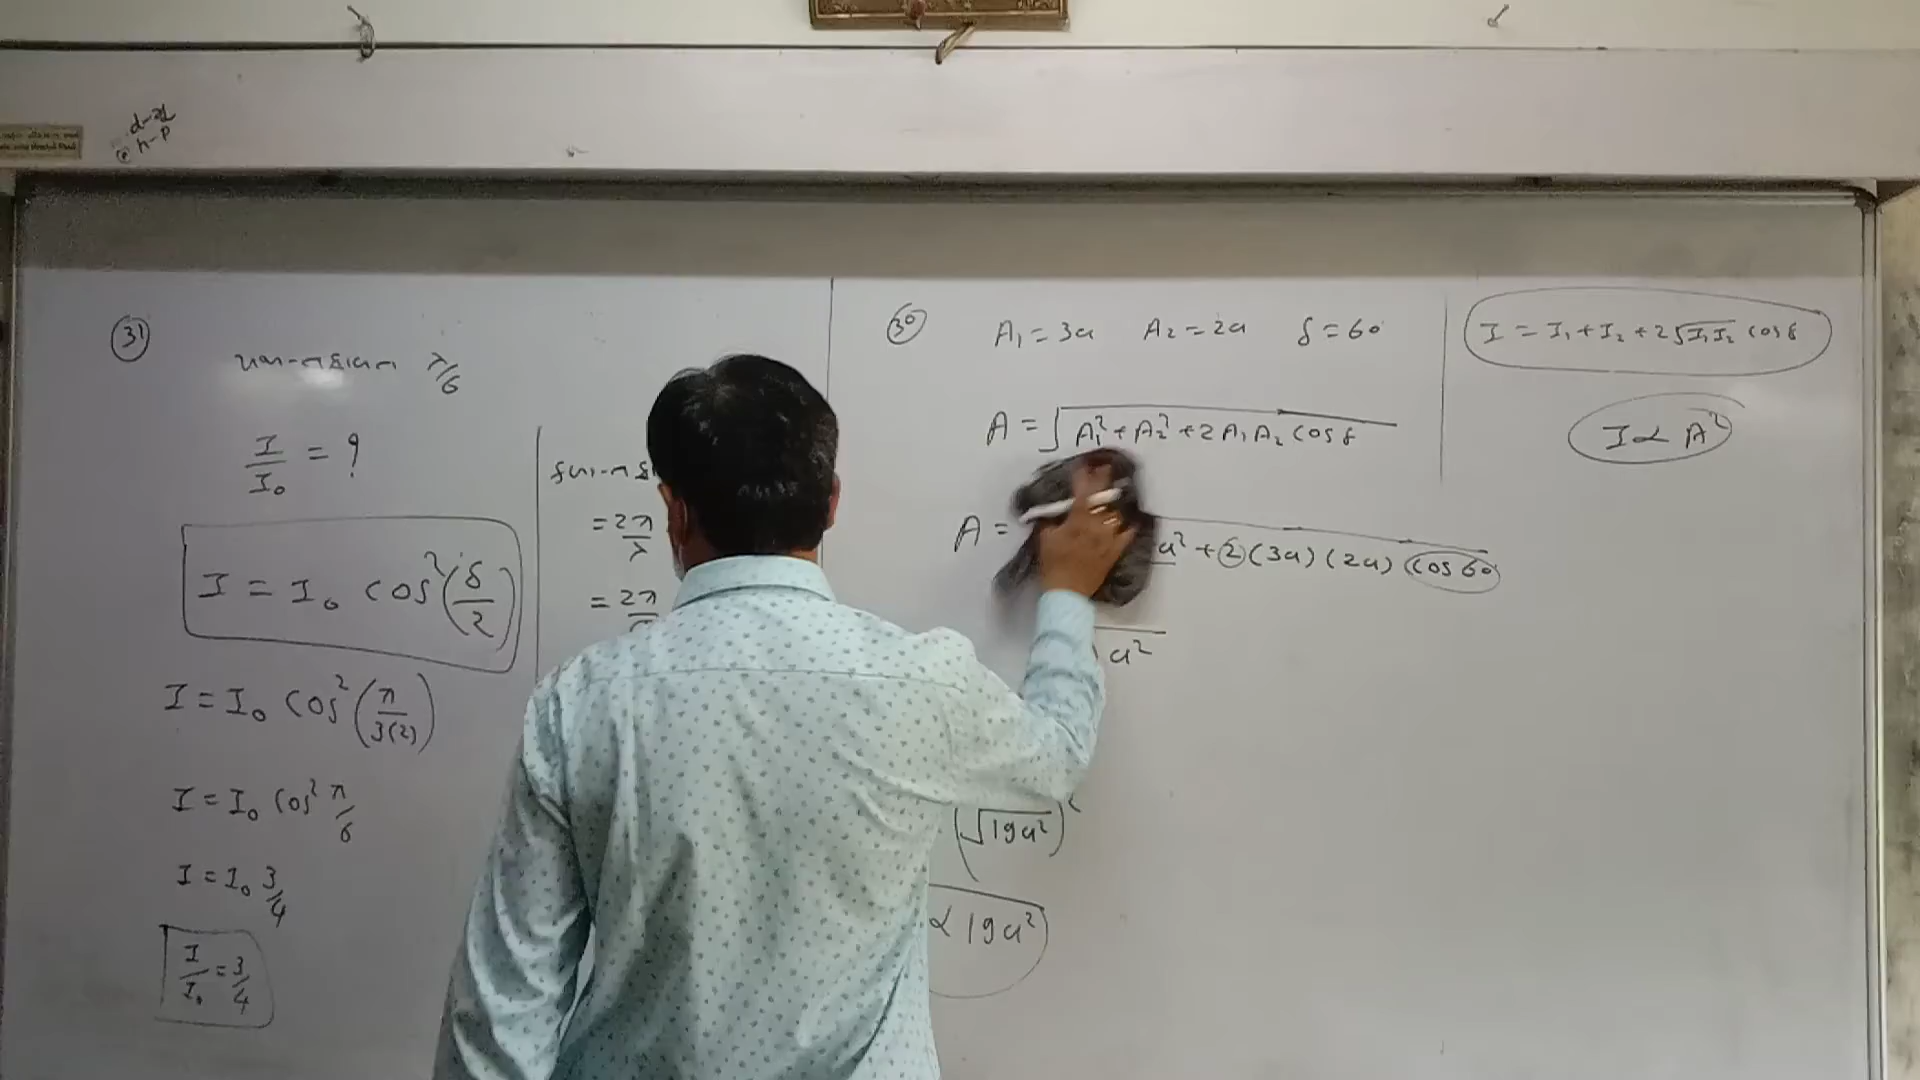 d-2L
n-P
31
પથ-તફાવત λ/6
I/I₀ = ?
I = I₀ cos²(δ/2)
I = I₀ cos²(π/3(2))
I = I₀ cos² π/6
I = I₀ 3/4
I/I₀ = 3/4
= 2π/λ
= 2π
30
A₁ = 3a A₂ = 2a δ = 60
A = √A₁² + A₂² + 2A₁A₂ cos δ
A =
a² + 2(3a)(2a) cos 60
a²
(√19a²)²
∝ 19a²
I = I₁ + I₂ + 2√I₁I₂ cos δ
I ∝ A²